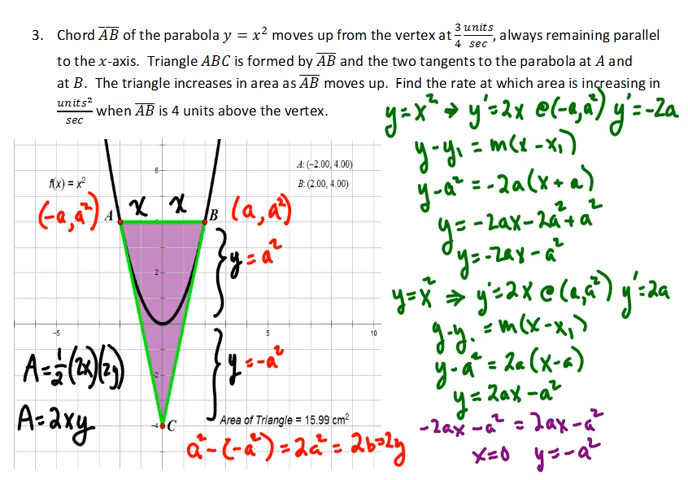 3. Chord AB of the parabola y = x² moves up from the vertex at 3/4 units/sec, always remaining parallel
to the x-axis. Triangle ABC is formed by AB and the two tangents to the parabola at A and
at B. The triangle increases in area as AB moves up. Find the rate at which area is increasing in
units²/sec when AB is 4 units above the vertex.
y=x² → y'=2x @(-a,a²) y'=-2a
y-y₁ = m(x-x₁)
y-a² = -2a(x+a)
y = -2ax-2a²+a²
y=-2ax-a²
y=x² ⇒ y'=2x @(a,a²) y'=2a
y-y₁ = m(x-x₁)
y-a² = 2a(x-a)
y = 2ax-a²
-2ax-a² = 2ax-a²
x=0 y=-a²
6
A: (-2.00, 4.00)
f(x) = x²
B: (2.00, 4.00)
(-a,a²) A x x B (a,a²)
y=a²
2
-5 5 10
A=½(2x)(2y)
y=-a²
-2
A=2xy
-4 C
Area of Triangle = 15.99 cm²
a²-(-a²)=2a²=2b=2y